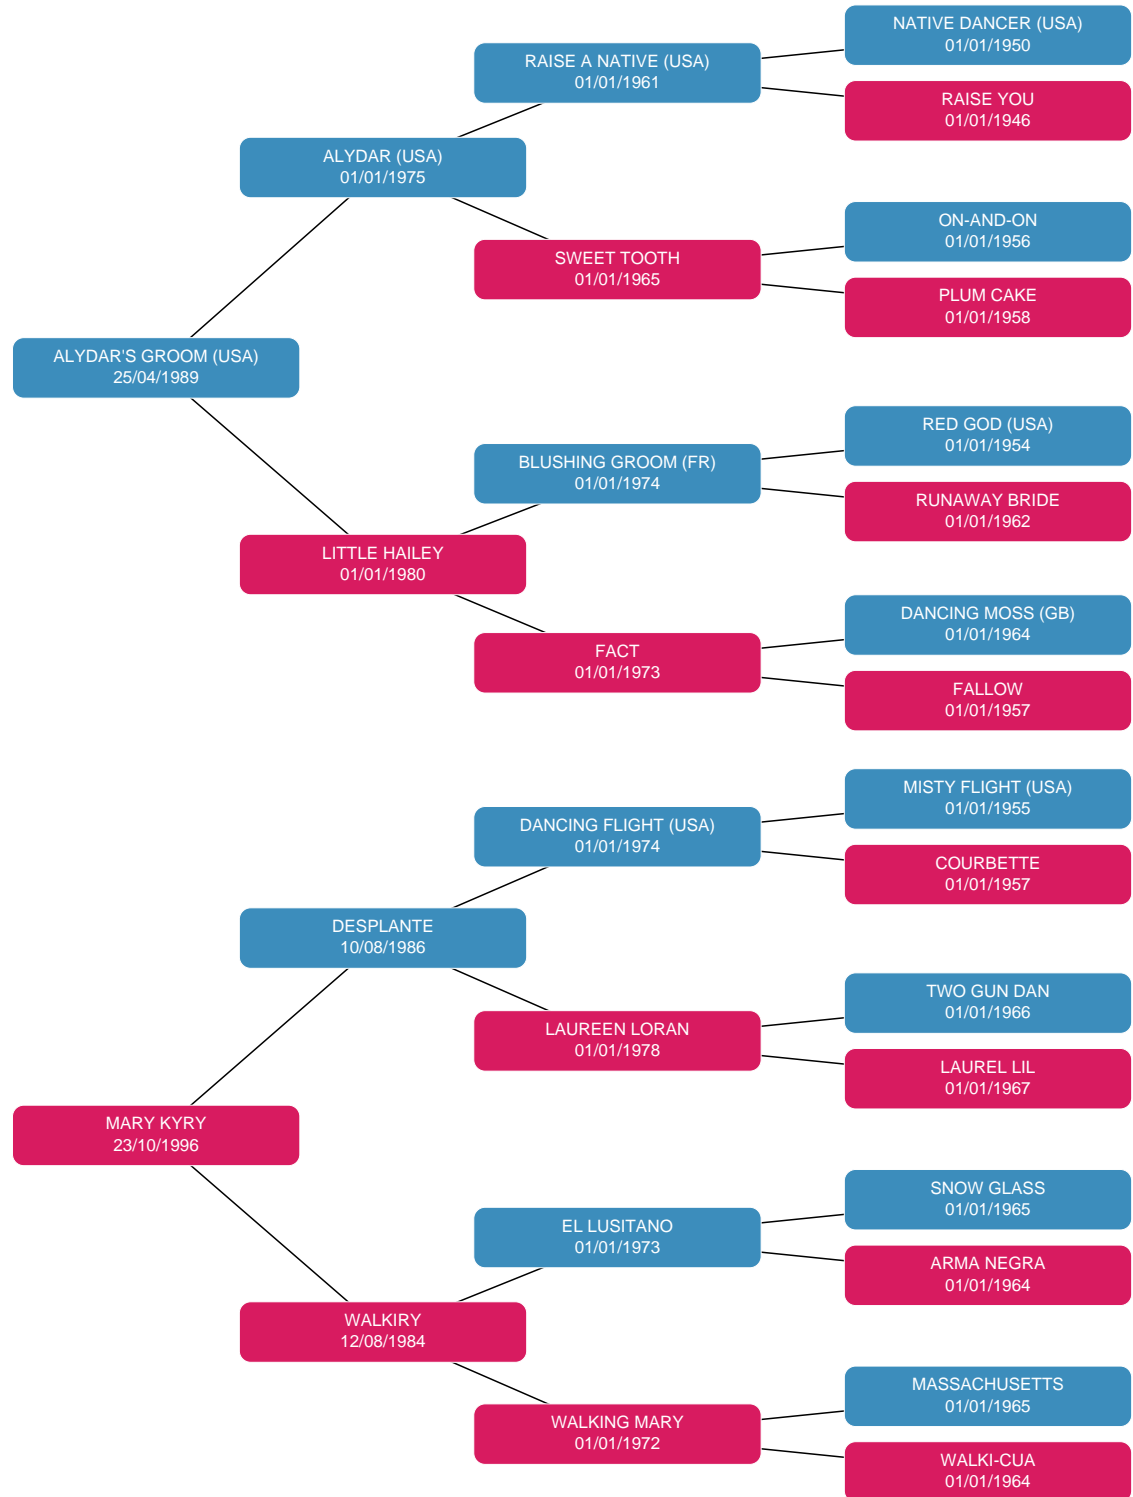 NATIVE DANCER (USA)
01/01/1950
RAISE A NATIVE (USA)
01/01/1961
RAISE YOU
01/01/1946
ALYDAR (USA)
01/01/1975
ON-AND-ON
01/01/1956
SWEET TOOTH
01/01/1965
PLUM CAKE
01/01/1958
ALYDAR'S GROOM (USA)
25/04/1989
RED GOD (USA)
01/01/1954
BLUSHING GROOM (FR)
01/01/1974
RUNAWAY BRIDE
01/01/1962
LITTLE HAILEY
01/01/1980
DANCING MOSS (GB)
01/01/1964
FACT
01/01/1973
FALLOW
01/01/1957
MISTY FLIGHT (USA)
01/01/1955
DANCING FLIGHT (USA)
01/01/1974
COURBETTE
01/01/1957
DESPLANTE
10/08/1986
TWO GUN DAN
01/01/1966
LAUREEN LORAN
01/01/1978
LAUREL LIL
01/01/1967
MARY KYRY
23/10/1996
SNOW GLASS
01/01/1965
EL LUSITANO
01/01/1973
ARMA NEGRA
01/01/1964
WALKIRY
12/08/1984
MASSACHUSETTS
01/01/1965
WALKING MARY
01/01/1972
WALKI-CUA
01/01/1964